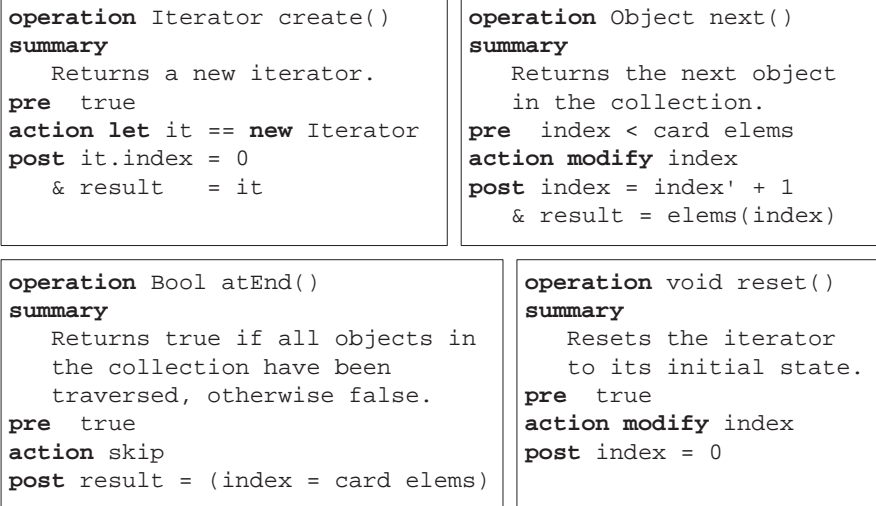 operation Iterator create()
summary
Returns a new iterator.
pre true
action let it == new Iterator
post it.index = 0
& result = it
operation Object next()
summary
Returns the next object
in the collection.
pre index < card elems
action modify index
post index = index' + 1
& result = elems(index)
operation Bool atEnd()
summary
Returns true if all objects in
the collection have been
traversed, otherwise false.
pre true
action skip
post result = (index = card elems)
operation void reset()
summary
Resets the iterator
to its initial state.
pre true
action modify index
post index = 0